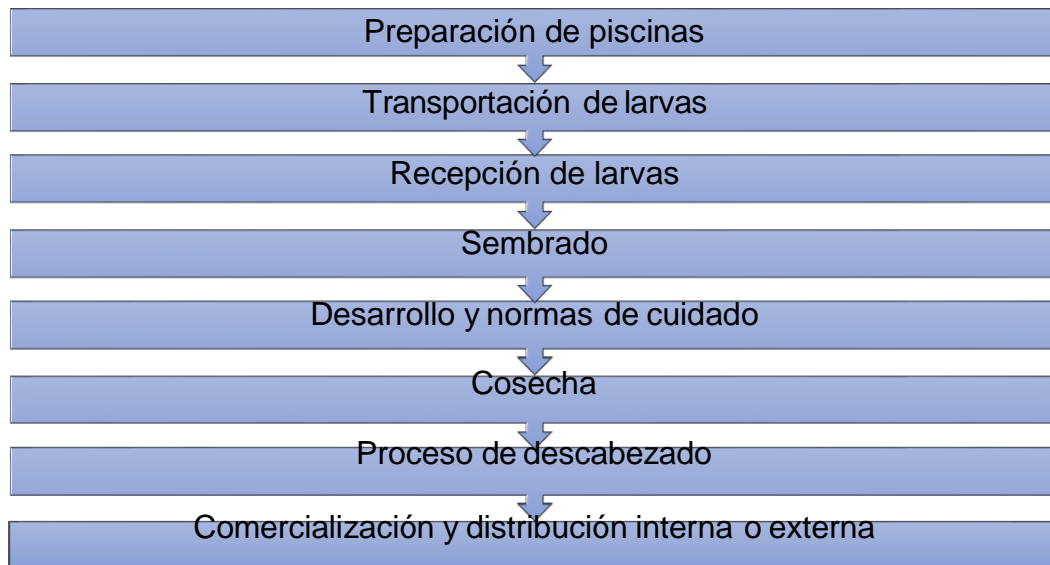 Preparación de piscinas
Transportación de larvas
Recepción de larvas
Sembrado
Desarrollo y normas de cuidado
Cosecha
Proceso de descabezado
Comercialización y distribución interna o externa